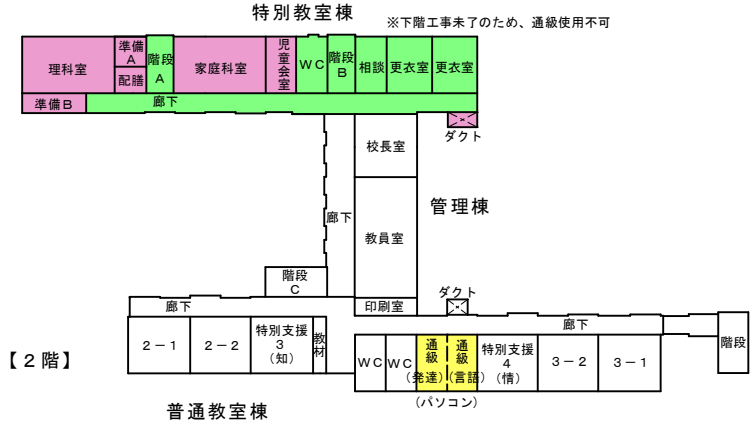 特別教室棟
※下階工事未了のため、通級使用不可
理科室
準備
A
配膳
階段
A
家庭科室
児童会室
WC
階段
B
相談
更衣室
更衣室
準備B
廊下
ダクト
校長室
管理棟
廊下
教員室
階段
C
印刷室
ダクト
廊下
廊下
2-1
2-2
特別支援
3
(知)
教材
WC
WC
通級
(発達)
通級
(言語)
特別支援
4
(情)
3-2
3-1
階段
【2階】
(パソコン)
普通教室棟